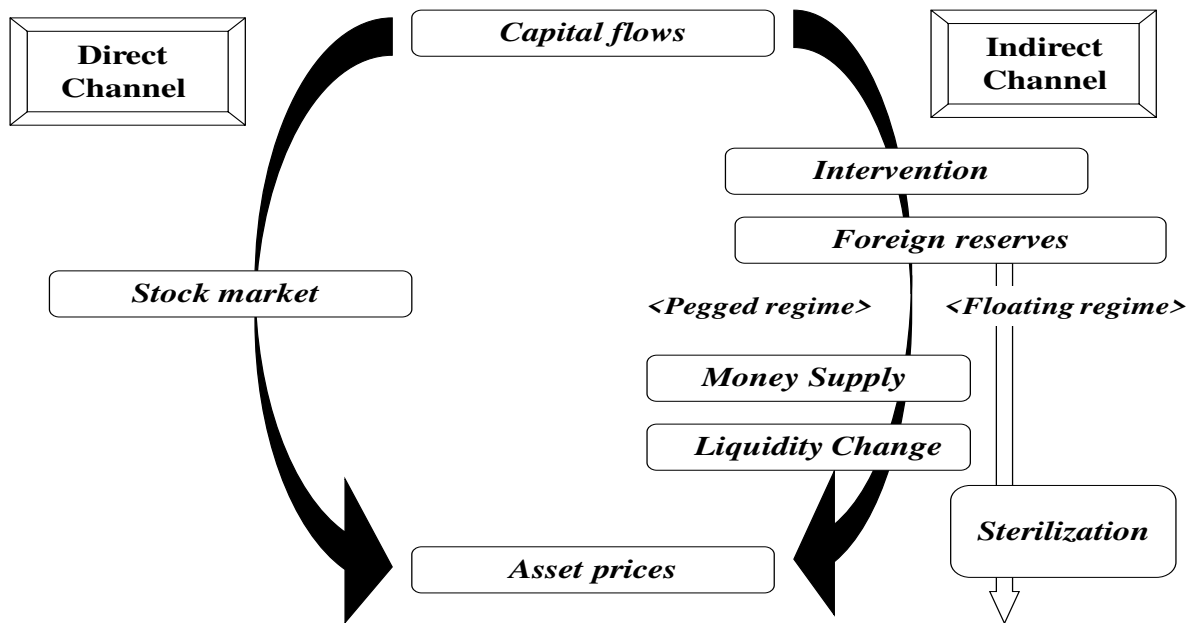 Direct
Channel
Capital flows
Indirect
Channel
Intervention
Foreign reserves
Stock market
<Pegged regime>
<Floating regime>
Money Supply
Liquidity Change
Sterilization
Asset prices